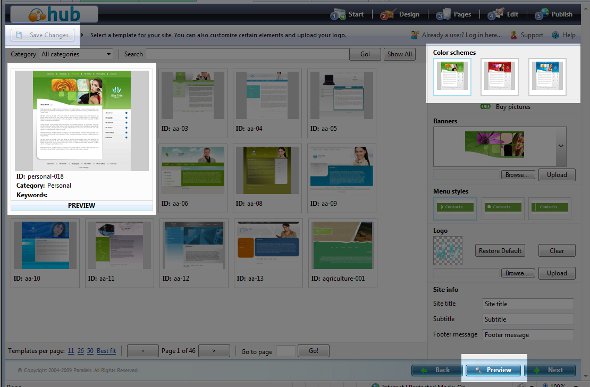 hub
1 Start
2 Design
3 Pages
4 Edit
5 Publish
Save Changes
Select a template for your site. You can also customize certain elements and upload your logo.
Already a user? Log in here...
Support
Help
Category
All categories
Search
Go!
Show All
Color schemes
Buy pictures
ID: personal-018
Category: Personal
Keywords:
PREVIEW
ID: aa-03
ID: aa-04
ID: aa-05
ID: aa-06
ID: aa-08
ID: aa-09
ID: aa-10
ID: aa-11
ID: aa-12
ID: aa-13
ID: agriculture-001
Banners
Browse...
Upload
Menu styles
Contacts
Contacts
Contacts
Logo
Restore Default
Clear
Browse...
Upload
Site info
Site title
Site title
Subtitle
Subtitle
Footer message
Footer message
Templates per page: 11 26 50 Best fit
Page 1 of 46
Go to page
Go!
© Copyright 2004-2009 Parallels. All Rights Reserved.
Back
Preview
Next